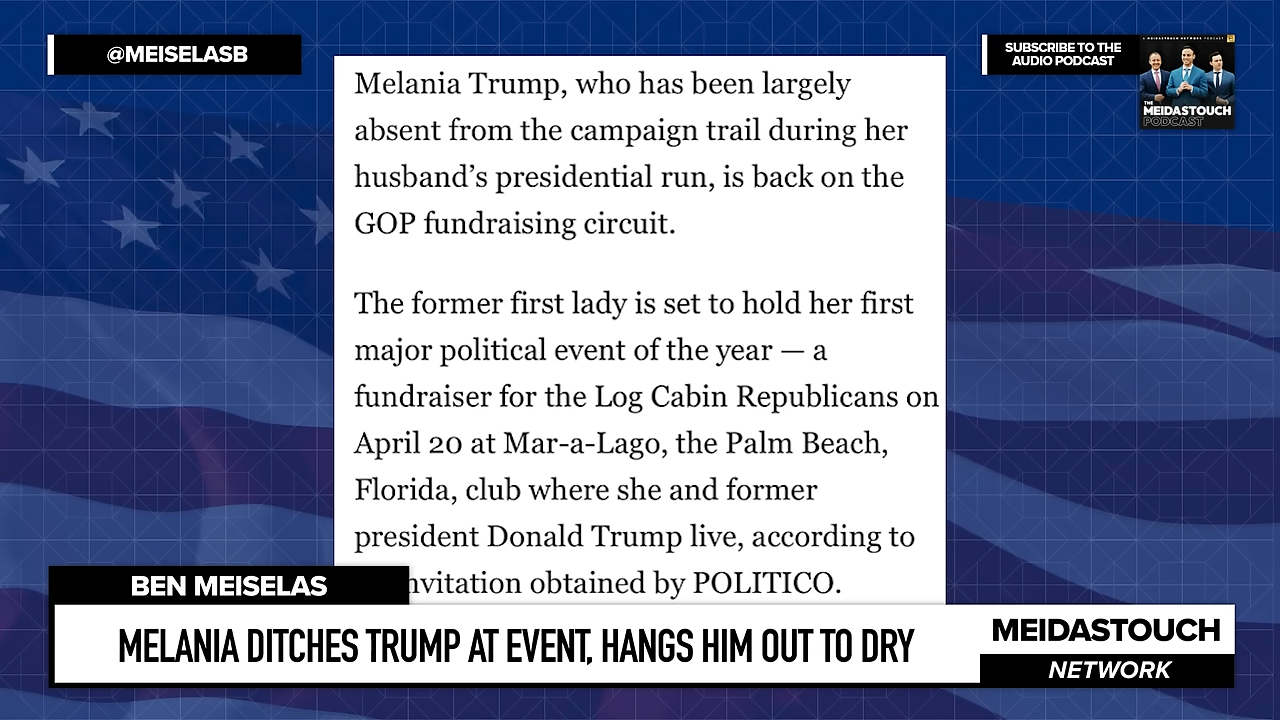 @MEISELASB
SUBSCRIBE TO THE
AUDIO PODCAST
THE
MEIDASTOUCH
PODCAST
Melania Trump, who has been largely
absent from the campaign trail during her
husband’s presidential run, is back on the
GOP fundraising circuit.
The former first lady is set to hold her first
major political event of the year — a
fundraiser for the Log Cabin Republicans on
April 20 at Mar-a-Lago, the Palm Beach,
Florida, club where she and former
president Donald Trump live, according to
nvitation obtained by POLITICO.
BEN MEISELAS
MELANIA DITCHES TRUMP AT EVENT, HANGS HIM OUT TO DRY
MEIDASTOUCH
NETWORK